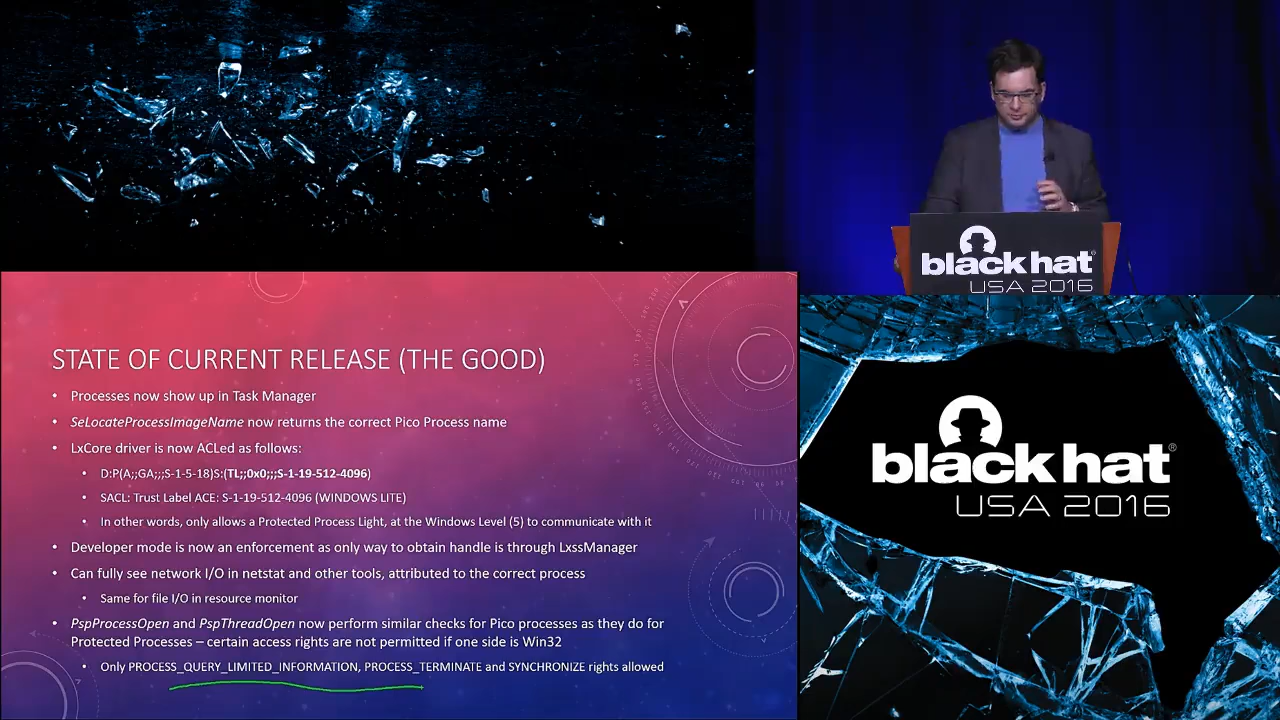 black hat®
USA 2016
STATE OF CURRENT RELEASE (THE GOOD)
• Processes now show up in Task Manager
• SeLocateProcessImageName now returns the correct Pico Process name
• LxCore driver is now ACLed as follows:
• D:P(A;;GA;;;S-1-5-18)S:(TL;;0x0;;;S-1-19-512-4096)
• SACL: Trust Label ACE: S-1-19-512-4096 (WINDOWS LITE)
• In other words, only allows a Protected Process Light, at the Windows Level (5) to communicate with it
• Developer mode is now an enforcement as only way to obtain handle is through LxssManager
• Can fully see network I/O in netstat and other tools, attributed to the correct process
• Same for file I/O in resource monitor
• PspProcessOpen and PspThreadOpen now perform similar checks for Pico processes as they do for
Protected Processes – certain access rights are not permitted if one side is Win32
• Only PROCESS_QUERY_LIMITED_INFORMATION, PROCESS_TERMINATE and SYNCHRONIZE rights allowed
black hat®
USA 2016